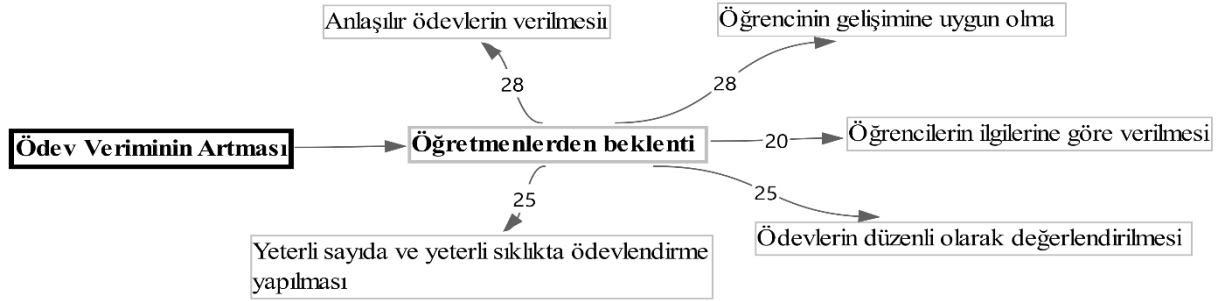 Anlaşılır ödevlerin verilmesiı
Öğrencinin gelişimine uygun olma
28
28
Ödev Veriminin Artması
Öğretmenlerden beklenti
20
Öğrencilerin ilgilerine göre verilmesi
25
25
Yeterli sayıda ve yeterli sıklıkta ödevlendirme
yapılması
Ödevlerin düzenli olarak değerlendirilmesi